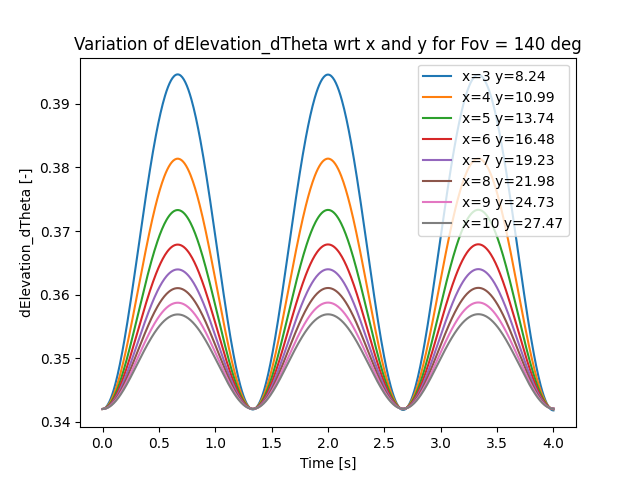 Variation of dElevation_dTheta wrt x and y for Fov = 140 deg
x=3 y=8.24
x=4 y=10.99
x=5 y=13.74
x=6 y=16.48
x=7 y=19.23
x=8 y=21.98
x=9 y=24.73
x=10 y=27.47
dElevation_dTheta [-]
0.39
0.38
0.37
0.36
0.35
0.34
0.0 0.5 1.0 1.5 2.0 2.5 3.0 3.5 4.0
Time [s]